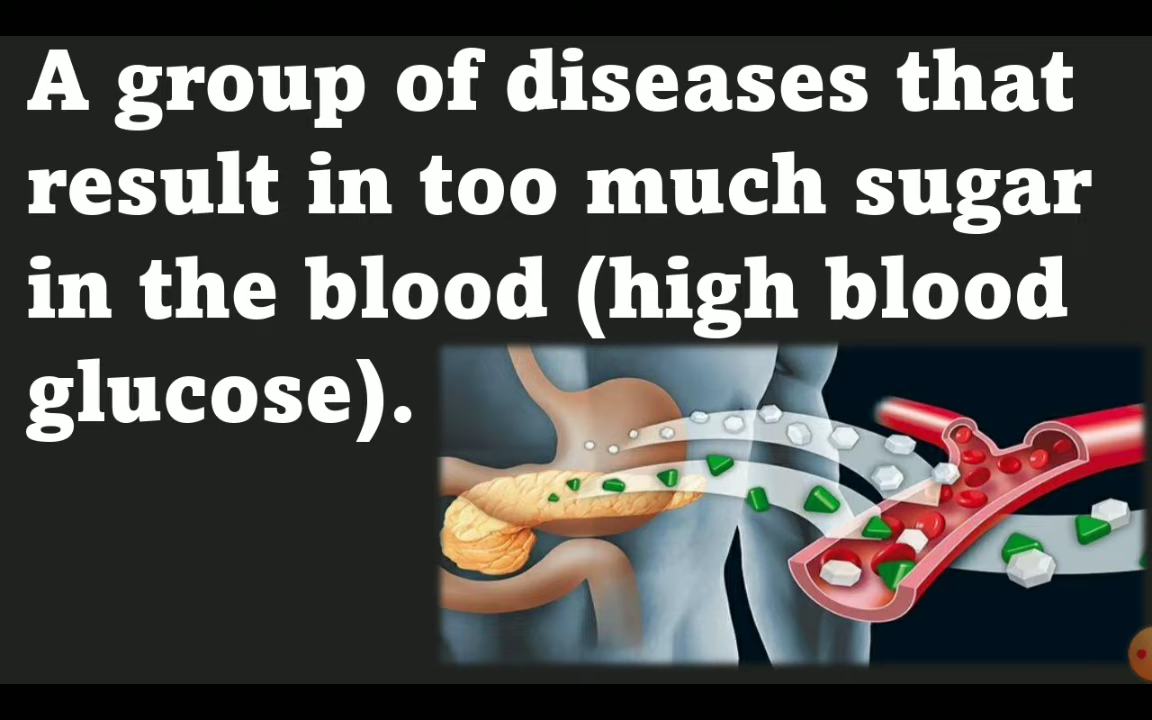 A group of diseases that
result in too much sugar
in the blood (high blood
glucose).